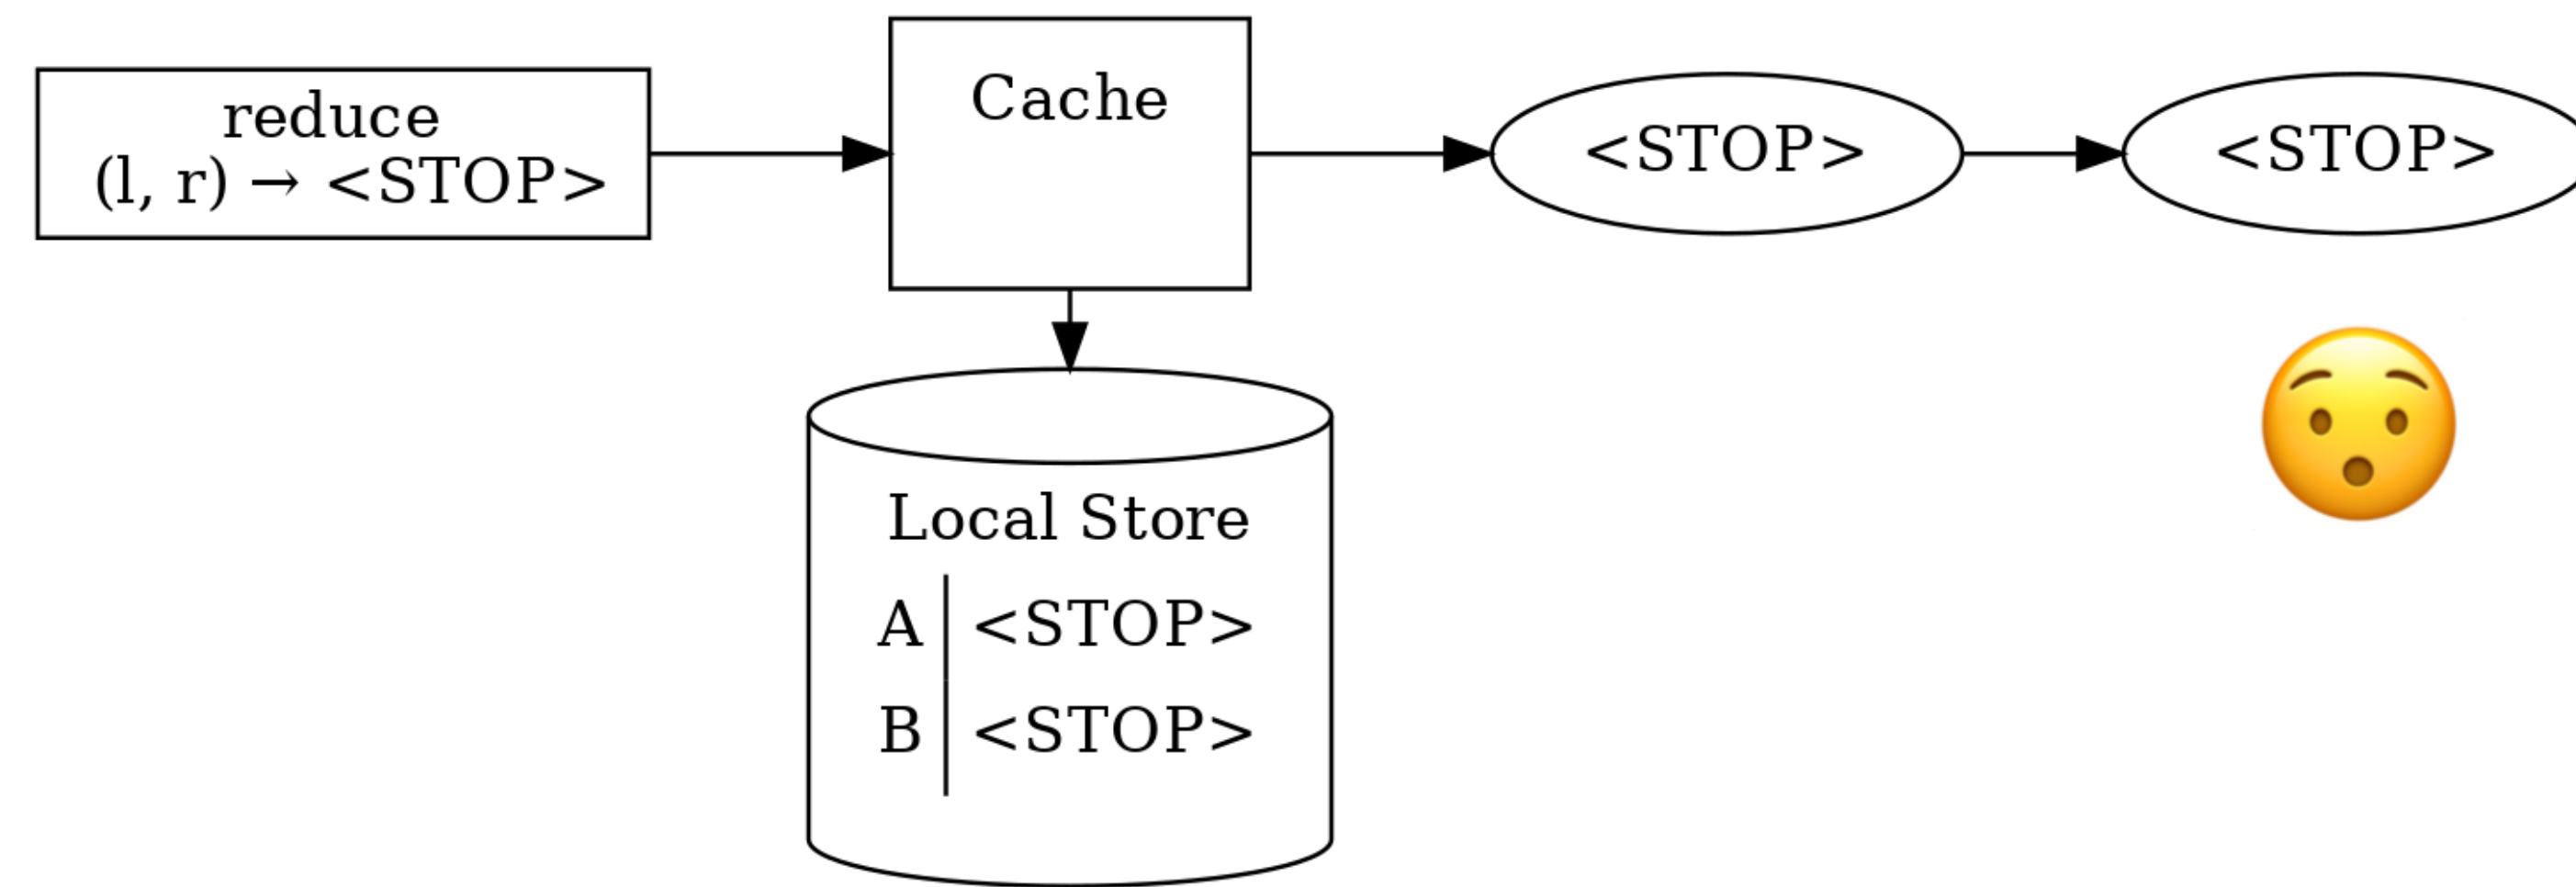 reduce
(l, r) → <STOP>
Cache
<STOP>
<STOP>
Local Store
A <STOP>
B <STOP>